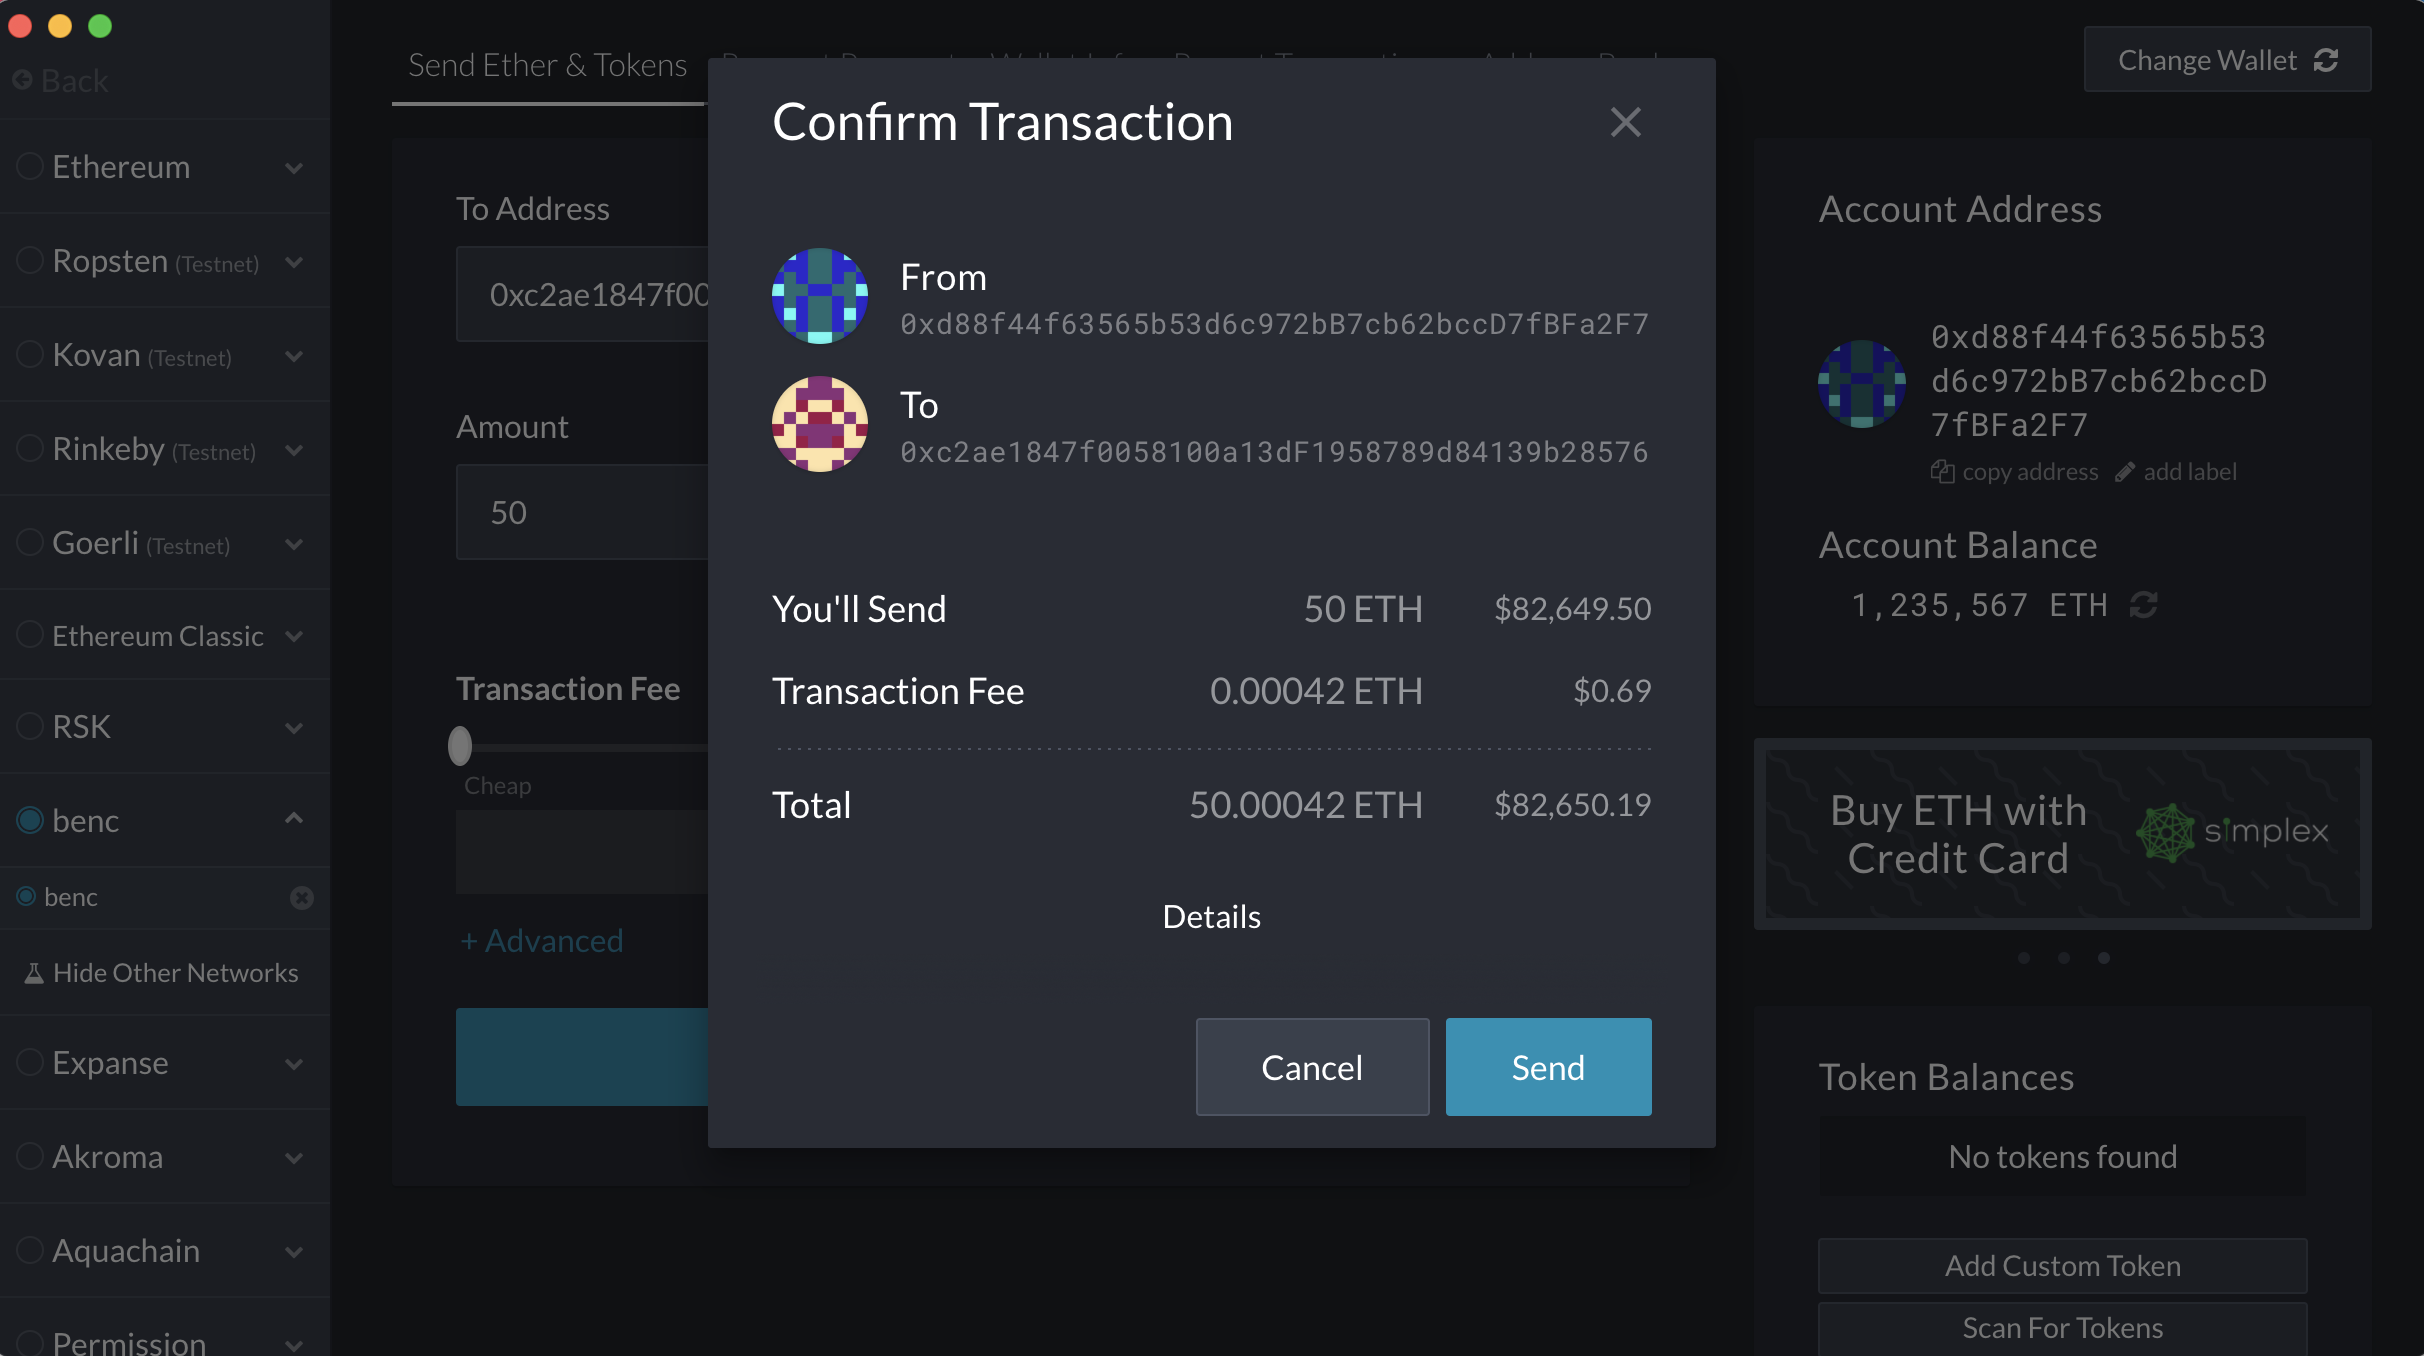 Back
Ethereum
Ropsten (Testnet)
Kovan (Testnet)
Rinkeby (Testnet)
Goerli (Testnet)
Ethereum Classic
RSK
benc
benc
Hide Other Networks
Expanse
Akroma
Aquachain
Permission
Send Ether & Tokens
Change Wallet
To Address
0xc2ae1847f00
Amount
50
Transaction Fee
Cheap
+ Advanced
Confirm Transaction
From
0xd88f44f63565b53d6c972bB7cb62bccD7fBFa2F7
To
0xc2ae1847f0058100a13dF1958789d84139b28576
You'll Send 50 ETH $82,649.50
Transaction Fee 0.00042 ETH $0.69
Total 50.00042 ETH $82,650.19
Details
Cancel Send
Account Address
0xd88f44f63565b53
d6c972bB7cb62bccD
7fBFa2F7
copy address add label
Account Balance
1,235,567 ETH
Buy ETH with
Credit Card
simplex
Token Balances
No tokens found
Add Custom Token
Scan For Tokens